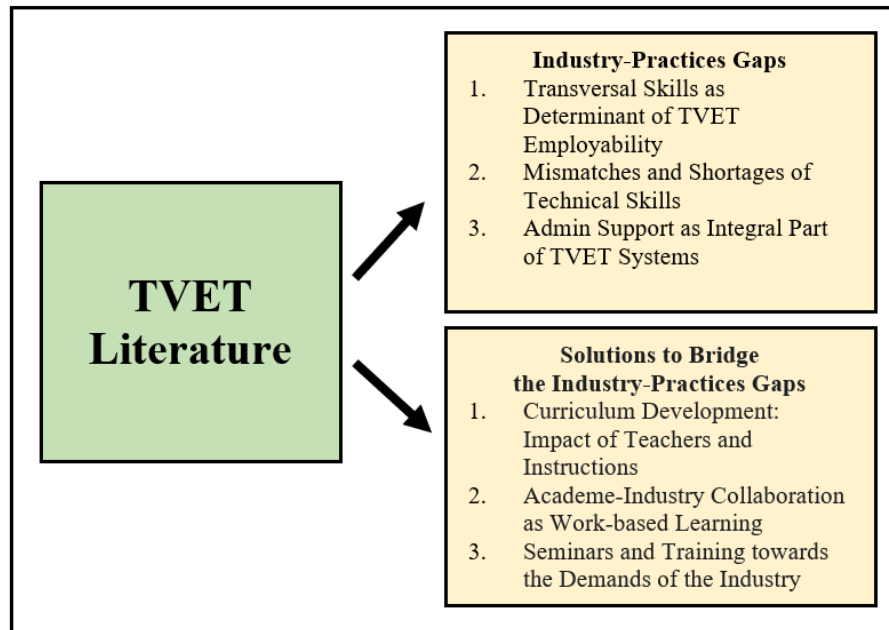 TVET
Literature
Industry-Practices Gaps
1. Transversal Skills as
Determinant of TVET
Employability
2. Mismatches and Shortages of
Technical Skills
3. Admin Support as Integral Part
of TVET Systems
Solutions to Bridge
the Industry-Practices Gaps
1. Curriculum Development:
Impact of Teachers and
Instructions
2. Academe-Industry Collaboration
as Work-based Learning
3. Seminars and Training towards
the Demands of the Industry